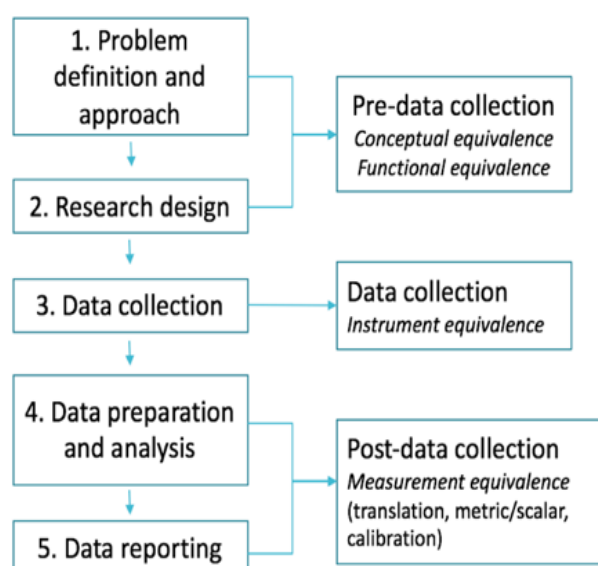 1. Problem
definition and
approach
Pre-data collection
Conceptual equivalence
Functional equivalence
2. Research design
3. Data collection
Data collection
Instrument equivalence
4. Data preparation
and analysis
Post-data collection
Measurement equivalence
(translation, metric/scalar,
calibration)
5. Data reporting